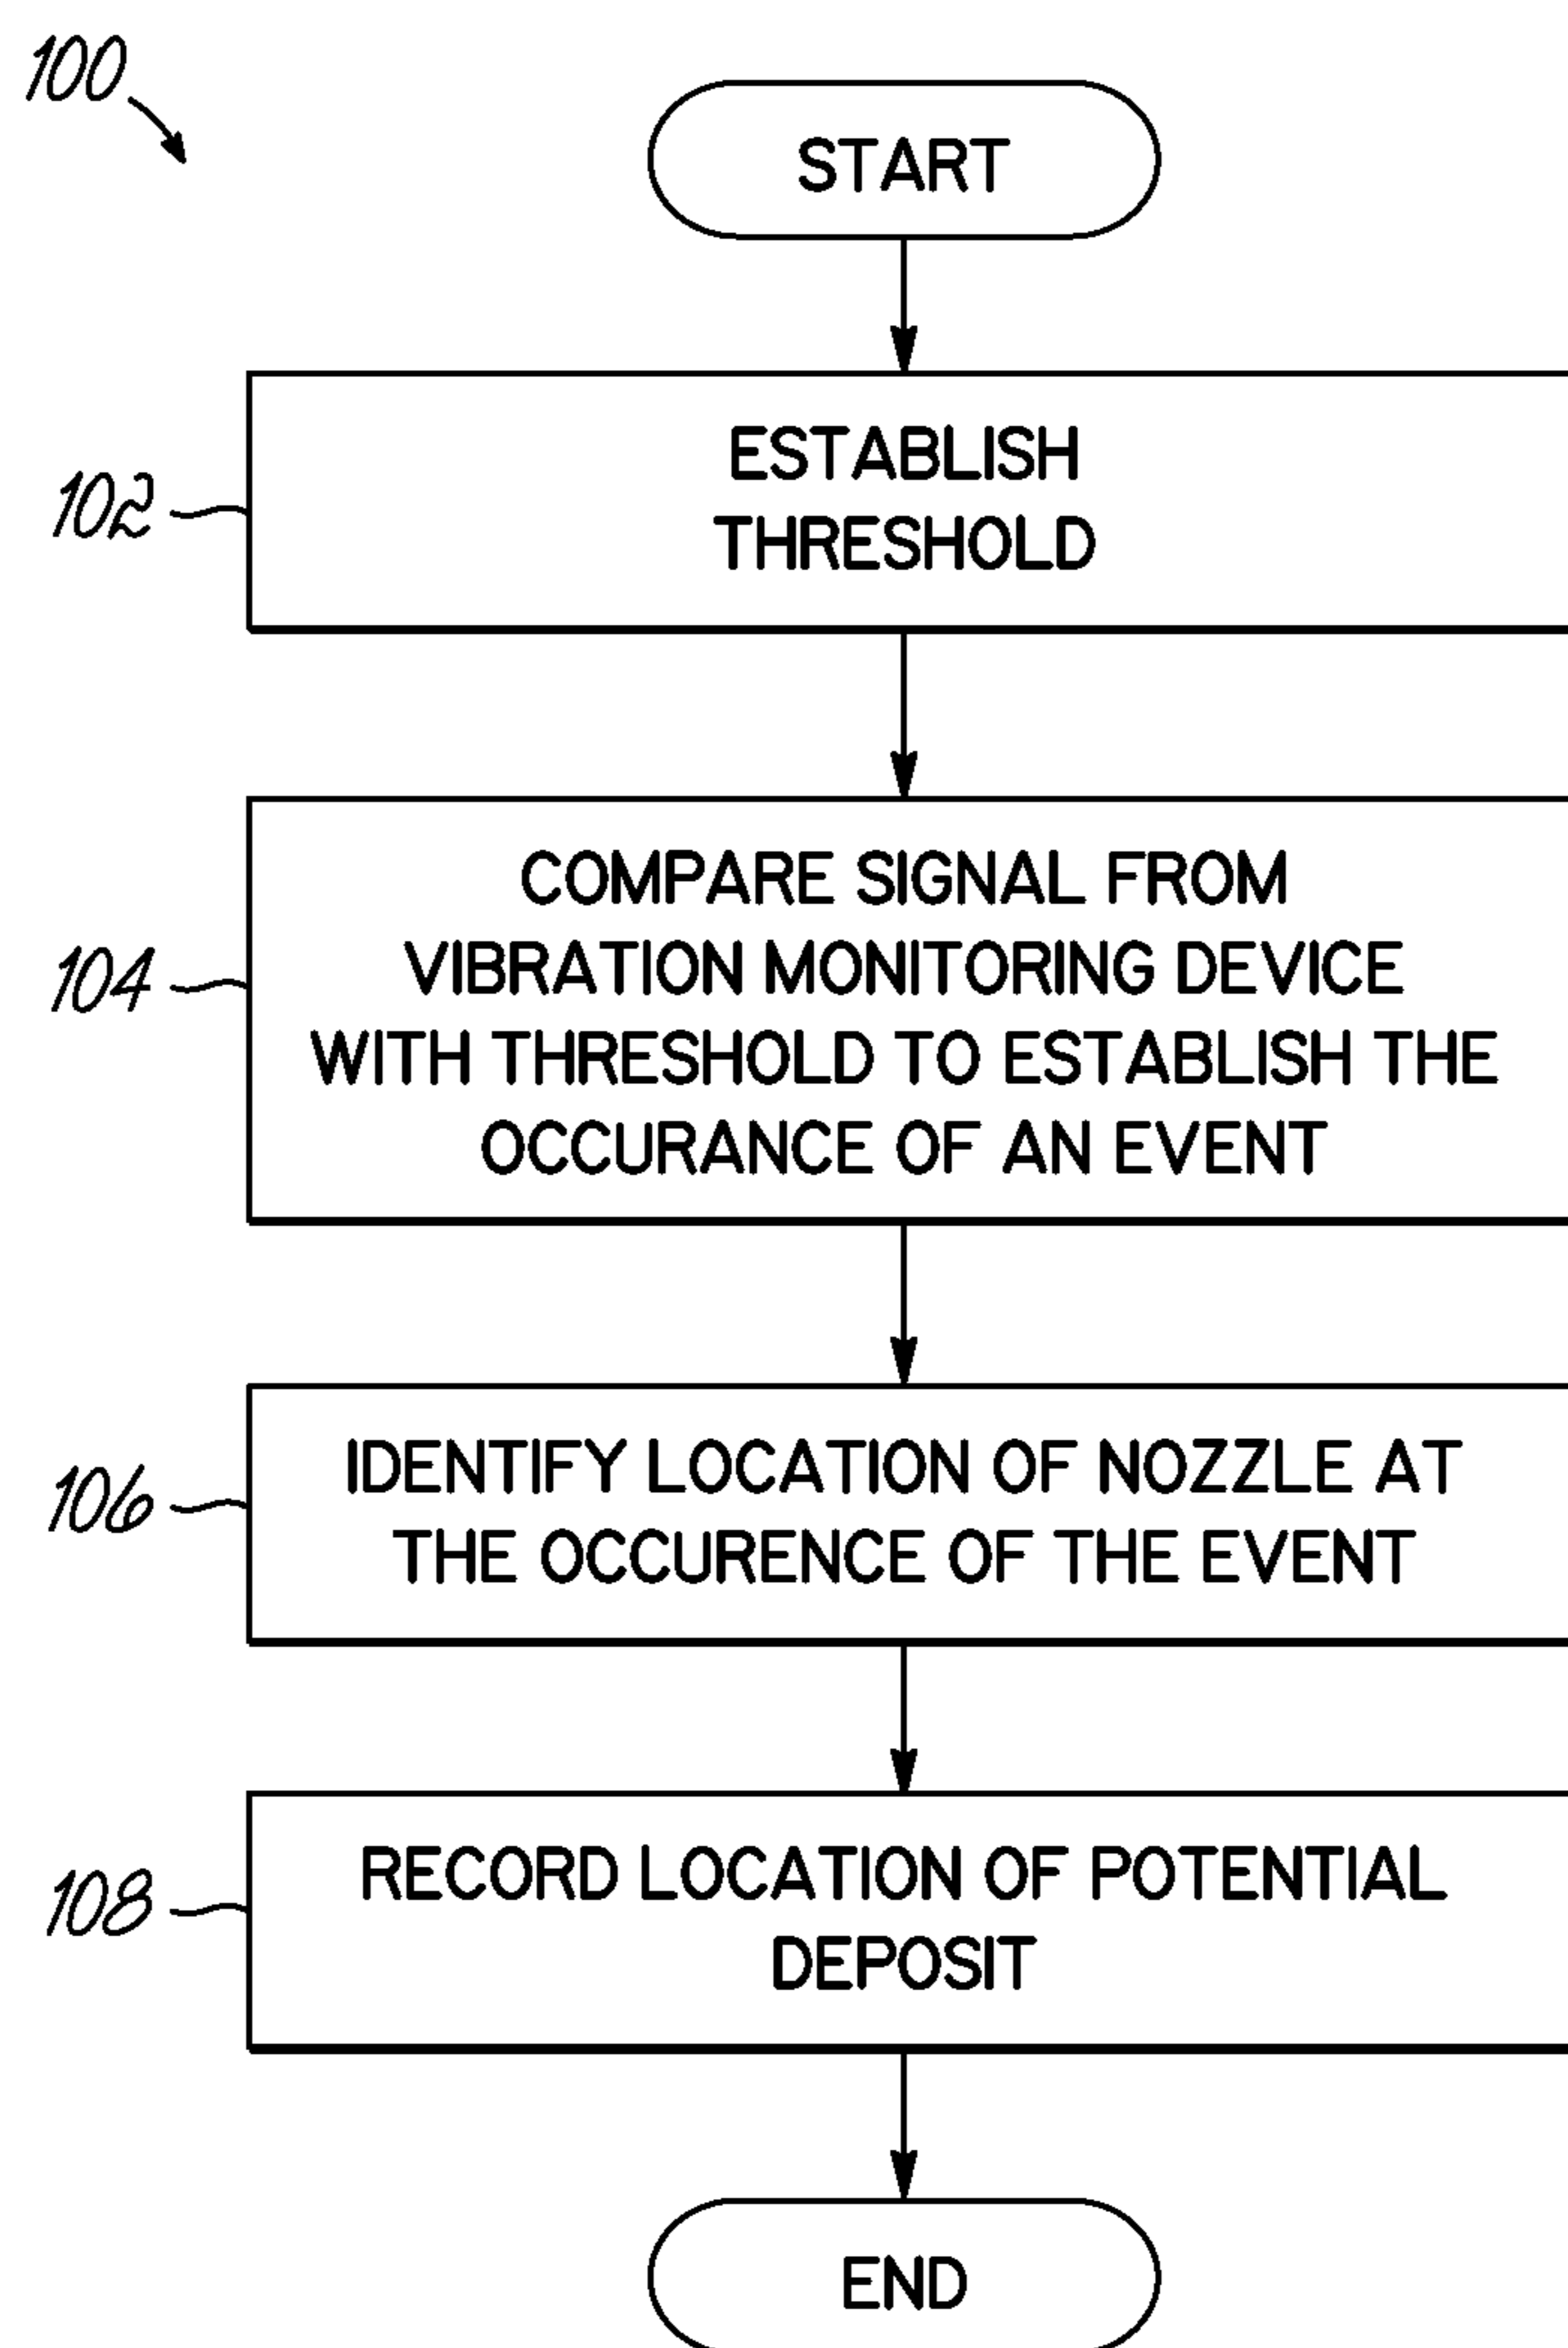 100
START
102
ESTABLISH
THRESHOLD
104
COMPARE SIGNAL FROM
VIBRATION MONITORING DEVICE
WITH THRESHOLD TO ESTABLISH THE
OCCURANCE OF AN EVENT
106
IDENTIFY LOCATION OF NOZZLE AT
THE OCCURENCE OF THE EVENT
108
RECORD LOCATION OF POTENTIAL
DEPOSIT
END